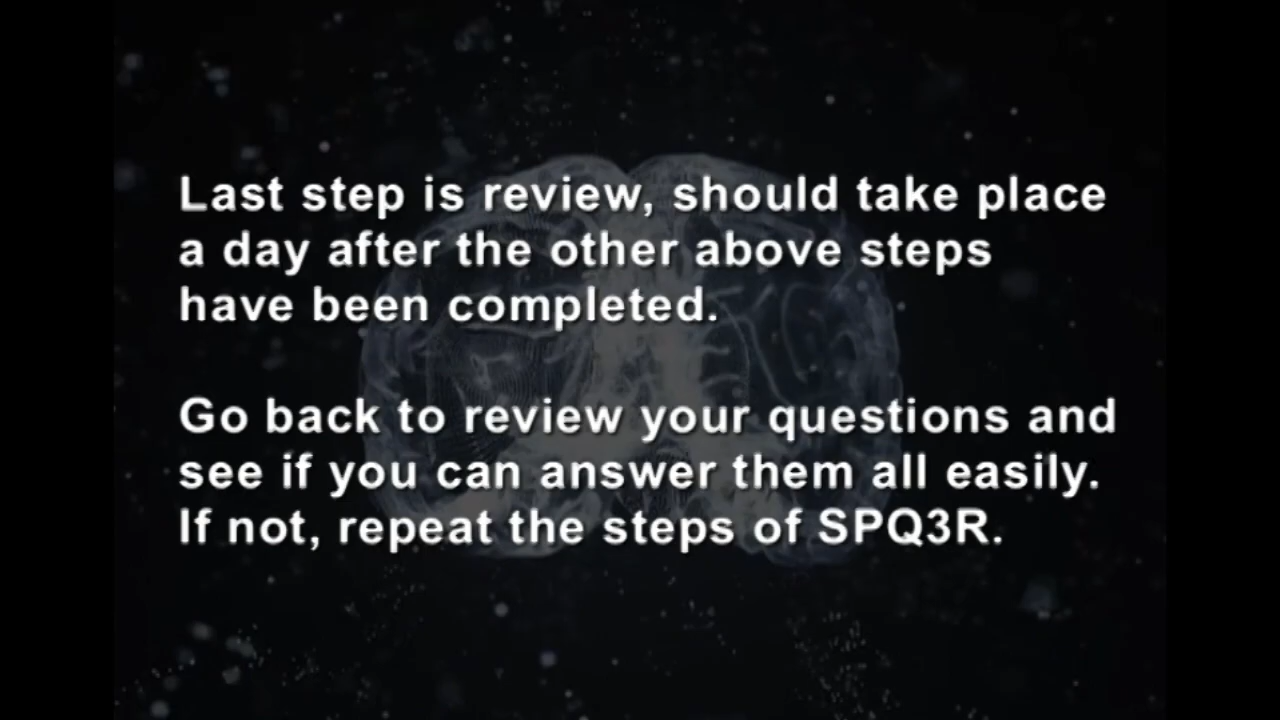 Last step is review, should take place
a day after the other above steps
have been completed.
Go back to review your questions and
see if you can answer them all easily.
If not, repeat the steps of SPQ3R.